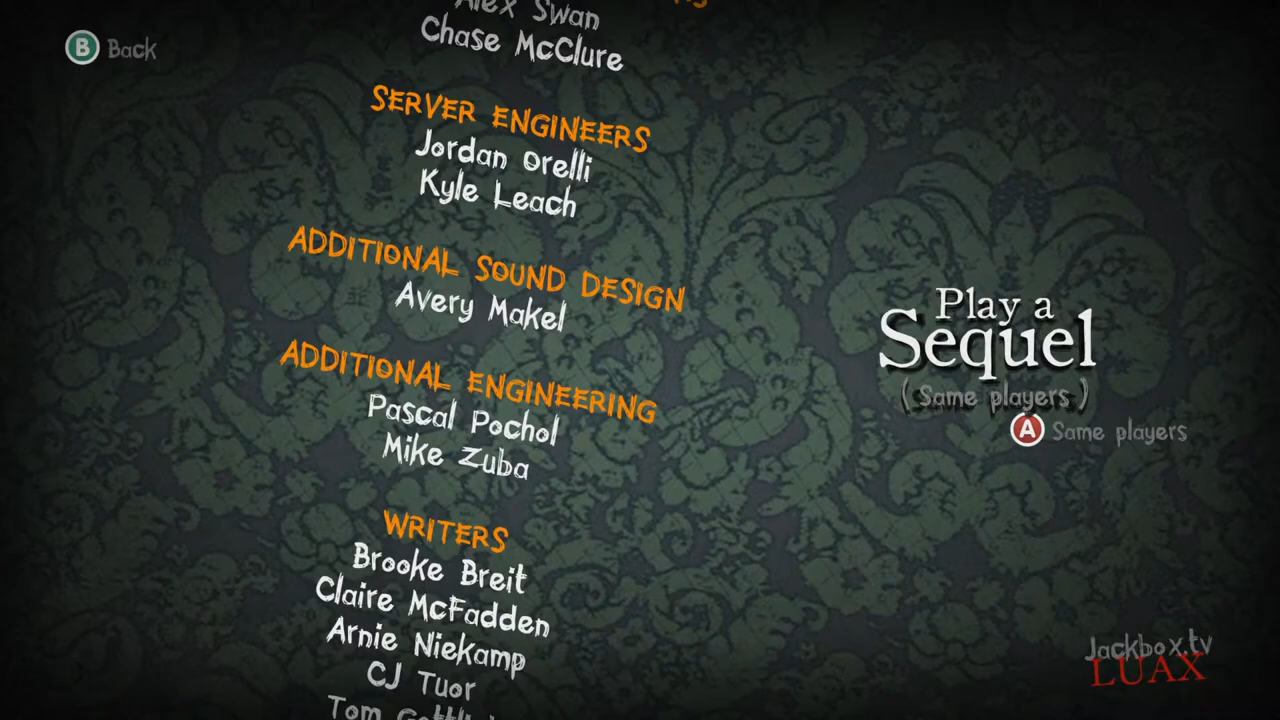 B Back
Alex Swan
Chase McClure
SERVER ENGINEERS
Jordan Orelli
Kyle Leach
ADDITIONAL SOUND DESIGN
Avery Makel
ADDITIONAL ENGINEERING
Pascal Pochol
Mike Zuba
WRITERS
Brooke Breit
Claire McFadden
Arnie Niekamp
CJ Tuor
Tom
Play a
Sequel
(Same players)
A Same players
Jackbox.tv
LUAX